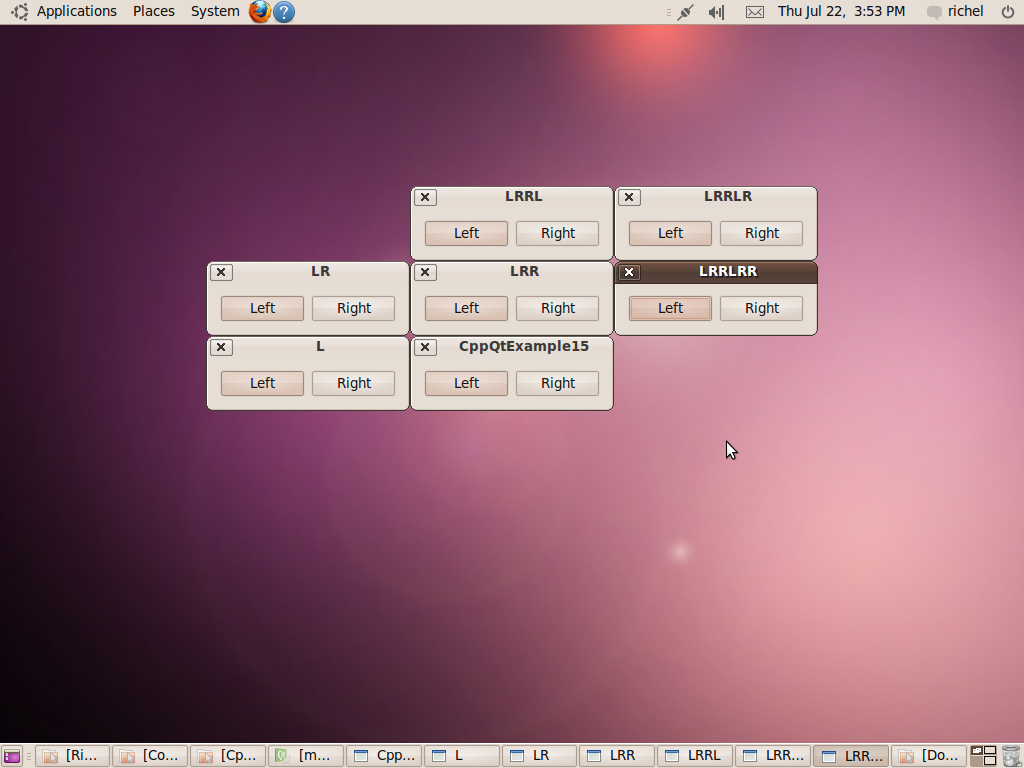 Applications Places System Thu Jul 22, 3:53 PM richel
LRRL LRRLR
Left Right Left Right
LR LRR LRRLRR
Left Right Left Right Left Right
L CppQtExample15
Left Right Left Right
[Ri... [Co... [Cp... [m... Cpp... L LR LRR LRRL LRR... LRR... [Do...